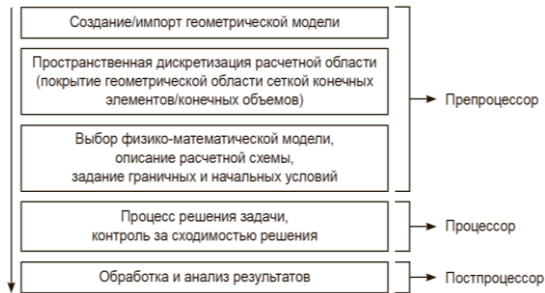 Создание/импорт геометрической модели
Пространственная дискретизация расчетной области
(покрытие геометрической области сеткой конечных
элементов/конечных объемов)
Препроцессор
Выбор физико-математической модели,
описание расчетной схемы,
задание граничных и начальных условий
Процесс решения задачи,
контроль за сходимостью решения
Процессор
Обработка и анализ результатов
Постпроцессор